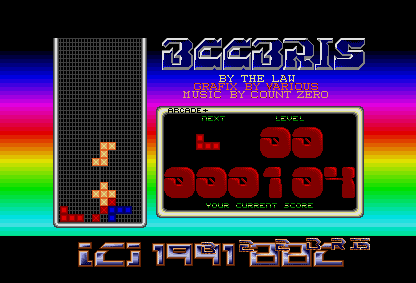 BEEBRIS
BY THE LAW
GRAFIX BY VARIOUS
MUSIC BY COUNT ZERO
ARCADE+
NEXT LEVEL
00
000104
YOUR CURRENT SCORE
(C) 1991